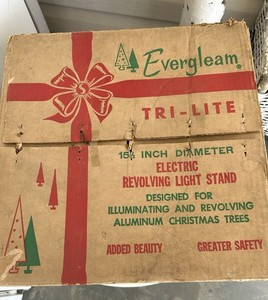 Evergleam®
TRI-LITE
15½ INCH DIAMETER
ELECTRIC
REVOLVING LIGHT STAND
DESIGNED FOR
ILLUMINATING AND REVOLVING
ALUMINUM CHRISTMAS TREES
ADDED BEAUTY GREATER SAFETY